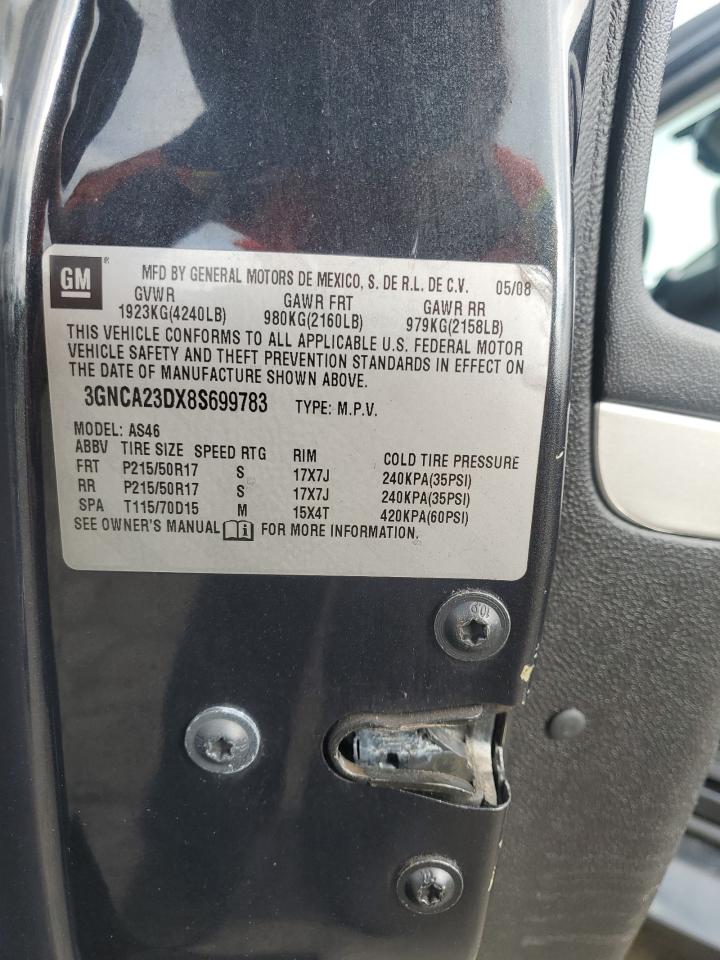 GM ® MFD BY GENERAL MOTORS DE MEXICO, S. DE R.L. DE C.V. 05/08
GVWR GAWR FRT GAWR RR
1923KG(4240LB) 980KG(2160LB) 979KG(2158LB)
THIS VEHICLE CONFORMS TO ALL APPLICABLE U.S. FEDERAL MOTOR
VEHICLE SAFETY AND THEFT PREVENTION STANDARDS IN EFFECT ON
THE DATE OF MANUFACTURE SHOWN ABOVE.
3GNCA23DX8S699783 TYPE: M.P.V.
MODEL: AS46
ABBV TIRE SIZE SPEED RTG RIM COLD TIRE PRESSURE
FRT P215/50R17 S 17X7J 240KPA(35PSI)
RR P215/50R17 S 17X7J 240KPA(35PSI)
SPA T115/70D15 M 15X4T 420KPA(60PSI)
SEE OWNER'S MANUAL FOR MORE INFORMATION.